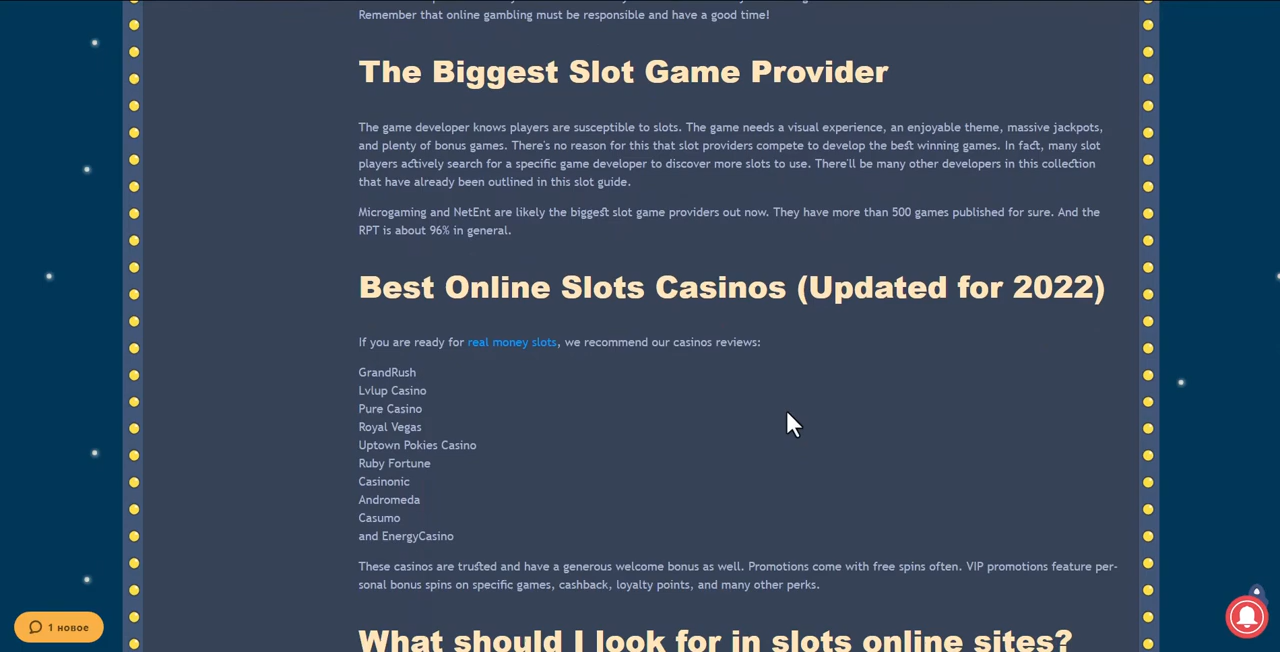 Remember that online gambling must be responsible and have a good time!
The Biggest Slot Game Provider
The game developer knows players are susceptible to slots. The game needs a visual experience, an enjoyable theme, massive jackpots,
and plenty of bonus games. There's no reason for this that slot providers compete to develop the best winning games. In fact, many slot
players actively search for a specific game developer to discover more slots to use. There'll be many other developers in this collection
that have already been outlined in this slot guide.
Microgaming and NetEnt are likely the biggest slot game providers out now. They have more than 500 games published for sure. And the
RPT is about 96% in general.
Best Online Slots Casinos (Updated for 2022)
If you are ready for real money slots, we recommend our casinos reviews:
GrandRush
Lvlup Casino
Pure Casino
Royal Vegas
Uptown Pokies Casino
Ruby Fortune
Casinonic
Andromeda
Casumo
and EnergyCasino
These casinos are trusted and have a generous welcome bonus as well. Promotions come with free spins often. VIP promotions feature per-
sonal bonus spins on specific games, cashback, loyalty points, and many other perks.
1 новое
What should I look for in slots online sites?